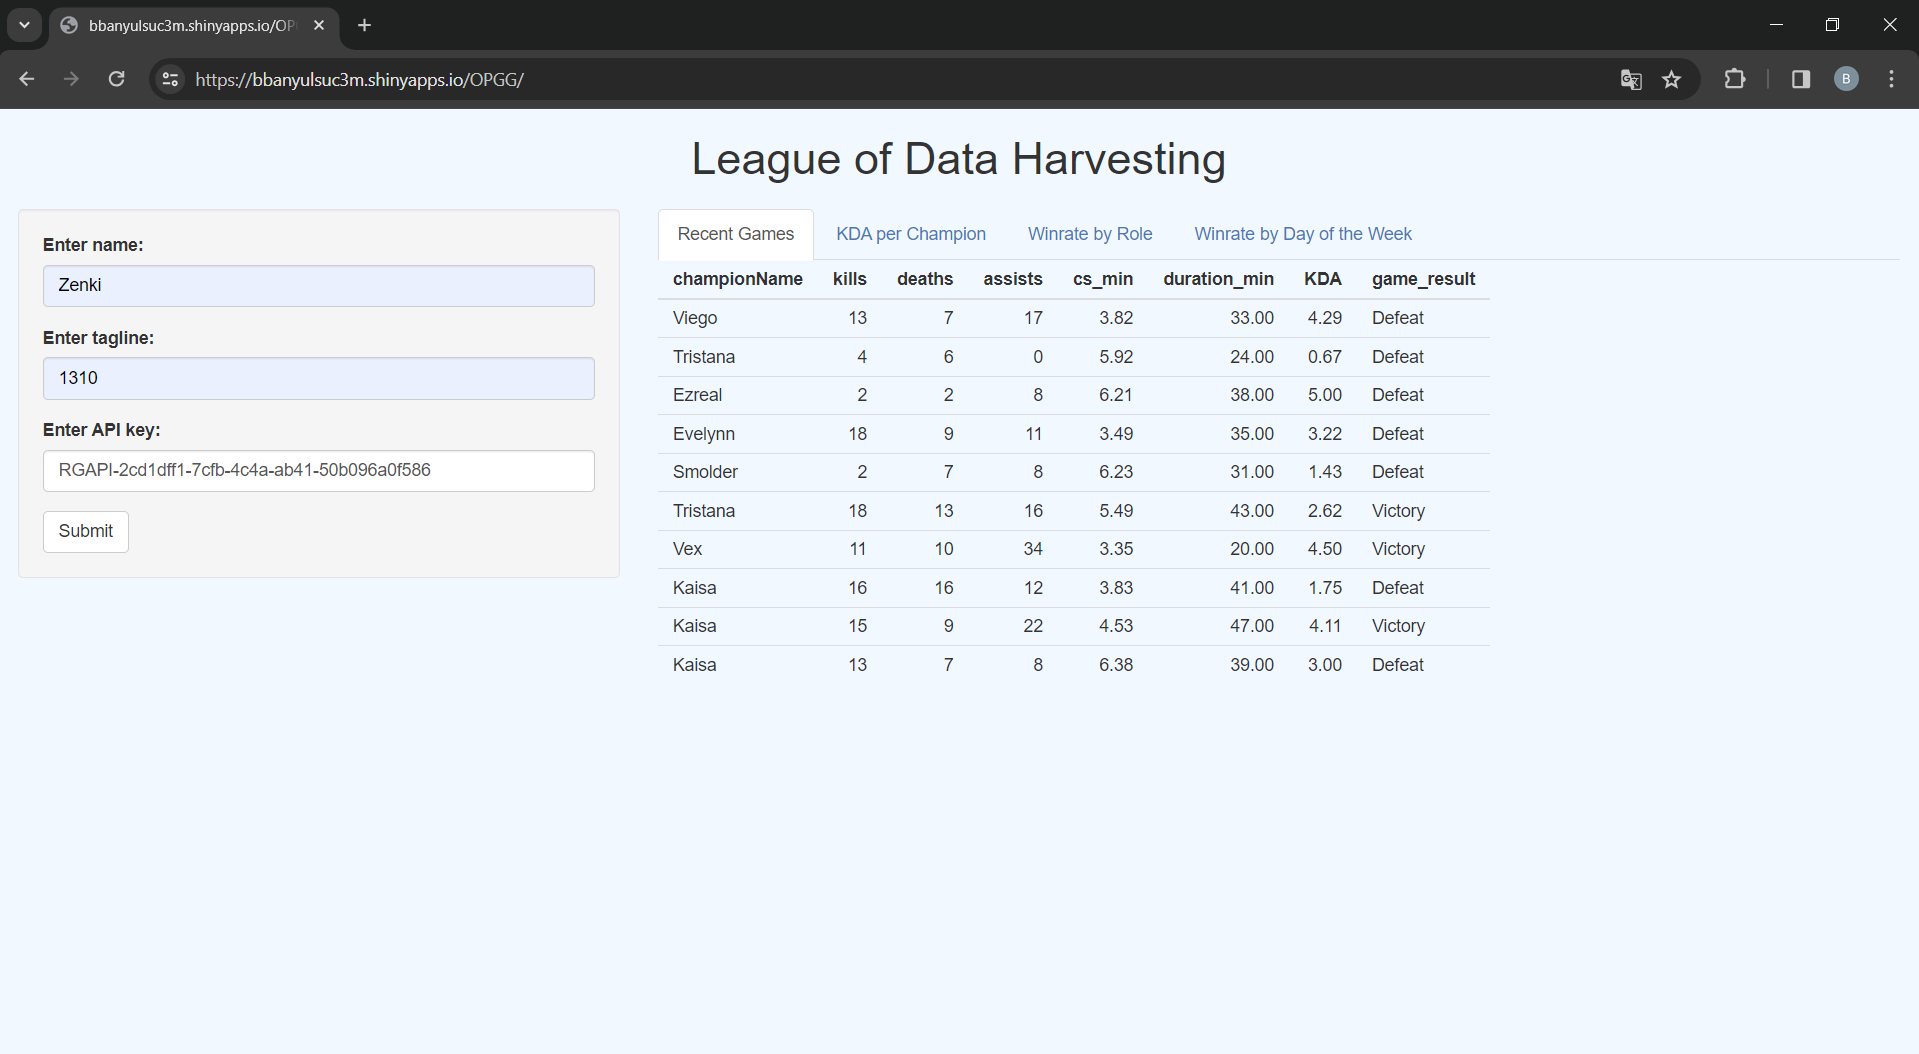 bbanyulsuc3m.shinyapps.io/OP
https://bbanyulsuc3m.shinyapps.io/OPGG/
B
League of Data Harvesting
Enter name:
Zenki
Enter tagline:
1310
Enter API key:
RGAPI-2cd1dff1-7cfb-4c4a-ab41-50b096a0f586
Submit
Recent Games KDA per Champion Winrate by Role Winrate by Day of the Week
championName kills deaths assists cs_min duration_min KDA game_result
Viego 13 7 17 3.82 33.00 4.29 Defeat
Tristana 4 6 0 5.92 24.00 0.67 Defeat
Ezreal 2 2 8 6.21 38.00 5.00 Defeat
Evelynn 18 9 11 3.49 35.00 3.22 Defeat
Smolder 2 7 8 6.23 31.00 1.43 Defeat
Tristana 18 13 16 5.49 43.00 2.62 Victory
Vex 11 10 34 3.35 20.00 4.50 Victory
Kaisa 16 16 12 3.83 41.00 1.75 Defeat
Kaisa 15 9 22 4.53 47.00 4.11 Victory
Kaisa 13 7 8 6.38 39.00 3.00 Defeat